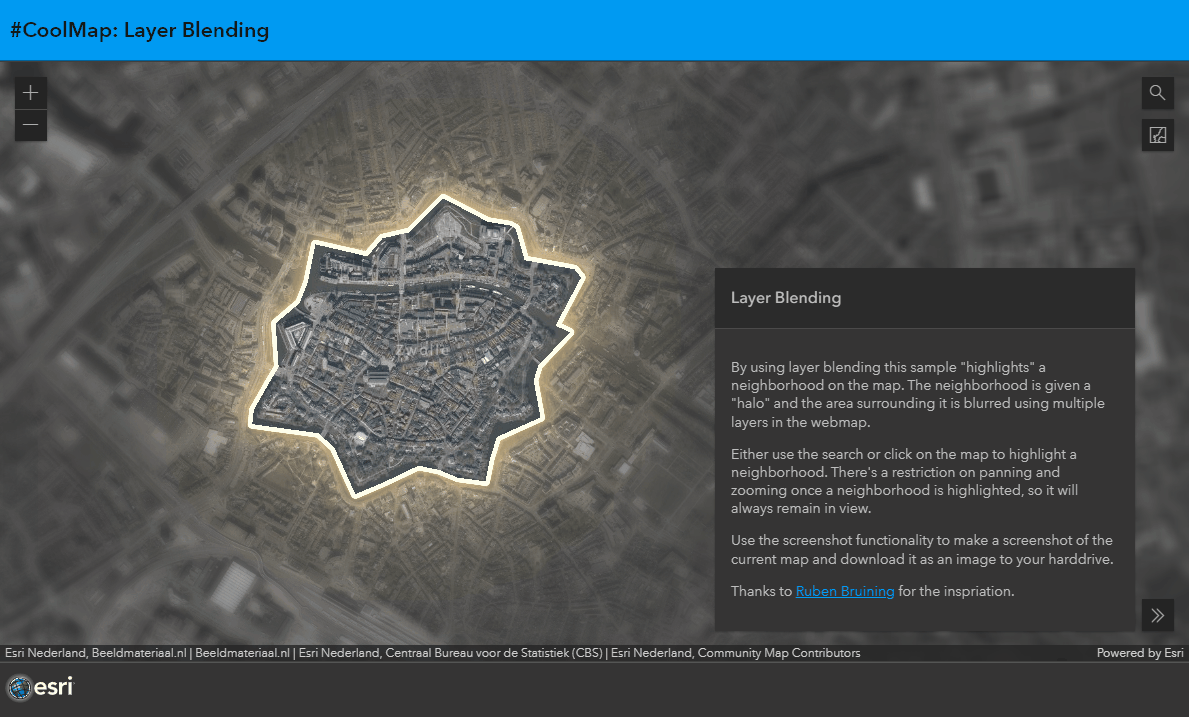 #CoolMap: Layer Blending
Zwolle
Layer Blending
By using layer blending this sample "highlights" a
neighborhood on the map. The neighborhood is given a
"halo" and the area surrounding it is blurred using multiple
layers in the webmap.
Either use the search or click on the map to highlight a
neighborhood. There's a restriction on panning and
zooming once a neighborhood is highlighted, so it will
always remain in view.
Use the screenshot functionality to make a screenshot of the
current map and download it as an image to your harddrive.
Thanks to Ruben Bruining for the inspriation.
Esri Nederland, Beeldmateriaal.nl | Beeldmateriaal.nl | Esri Nederland, Centraal Bureau voor de Statistiek (CBS) | Esri Nederland, Community Map Contributors
Powered by Esri
esri